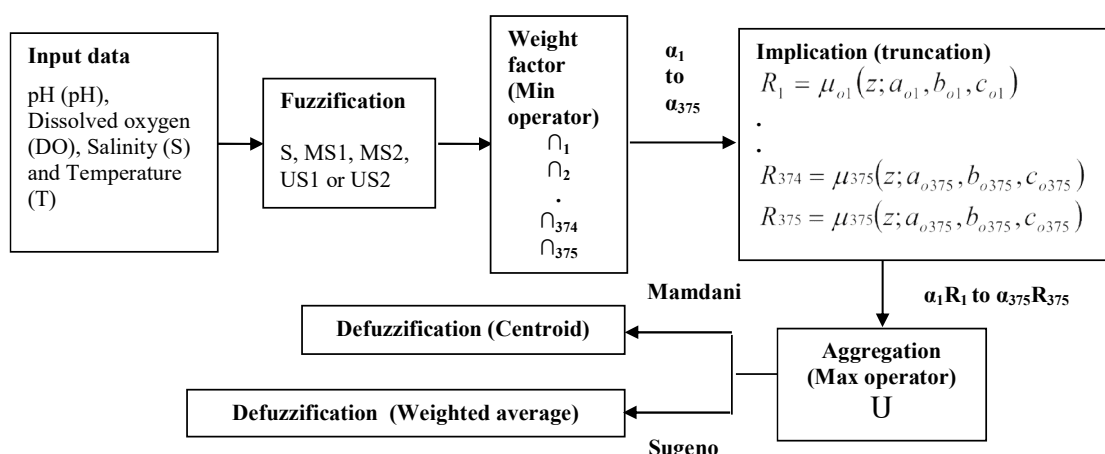 Input data
pH (pH),
Dissolved oxygen
(DO), Salinity (S)
and Temperature
(T)
Fuzzification
S, MS1, MS2,
US1 or US2
Weight
factor
(Min
operator)
∩₁
∩₂
.
∩₃₇₄
∩₃₇₅
α₁
to
α₃₇₅
Implication (truncation)
R₁ = μₒ₁(z; aₒ₁, bₒ₁, cₒ₁)
.
.
R₃₇₄ = μ₃₇₅(z; aₒ₃₇₅, bₒ₃₇₅, cₒ₃₇₅)
R₃₇₅ = μ₃₇₅(z; aₒ₃₇₅, bₒ₃₇₅, cₒ₃₇₅)
α₁R₁ to α₃₇₅R₃₇₅
Aggregation
(Max operator)
U
Mamdani
Defuzzification (Centroid)
Defuzzification (Weighted average)
Sugeno